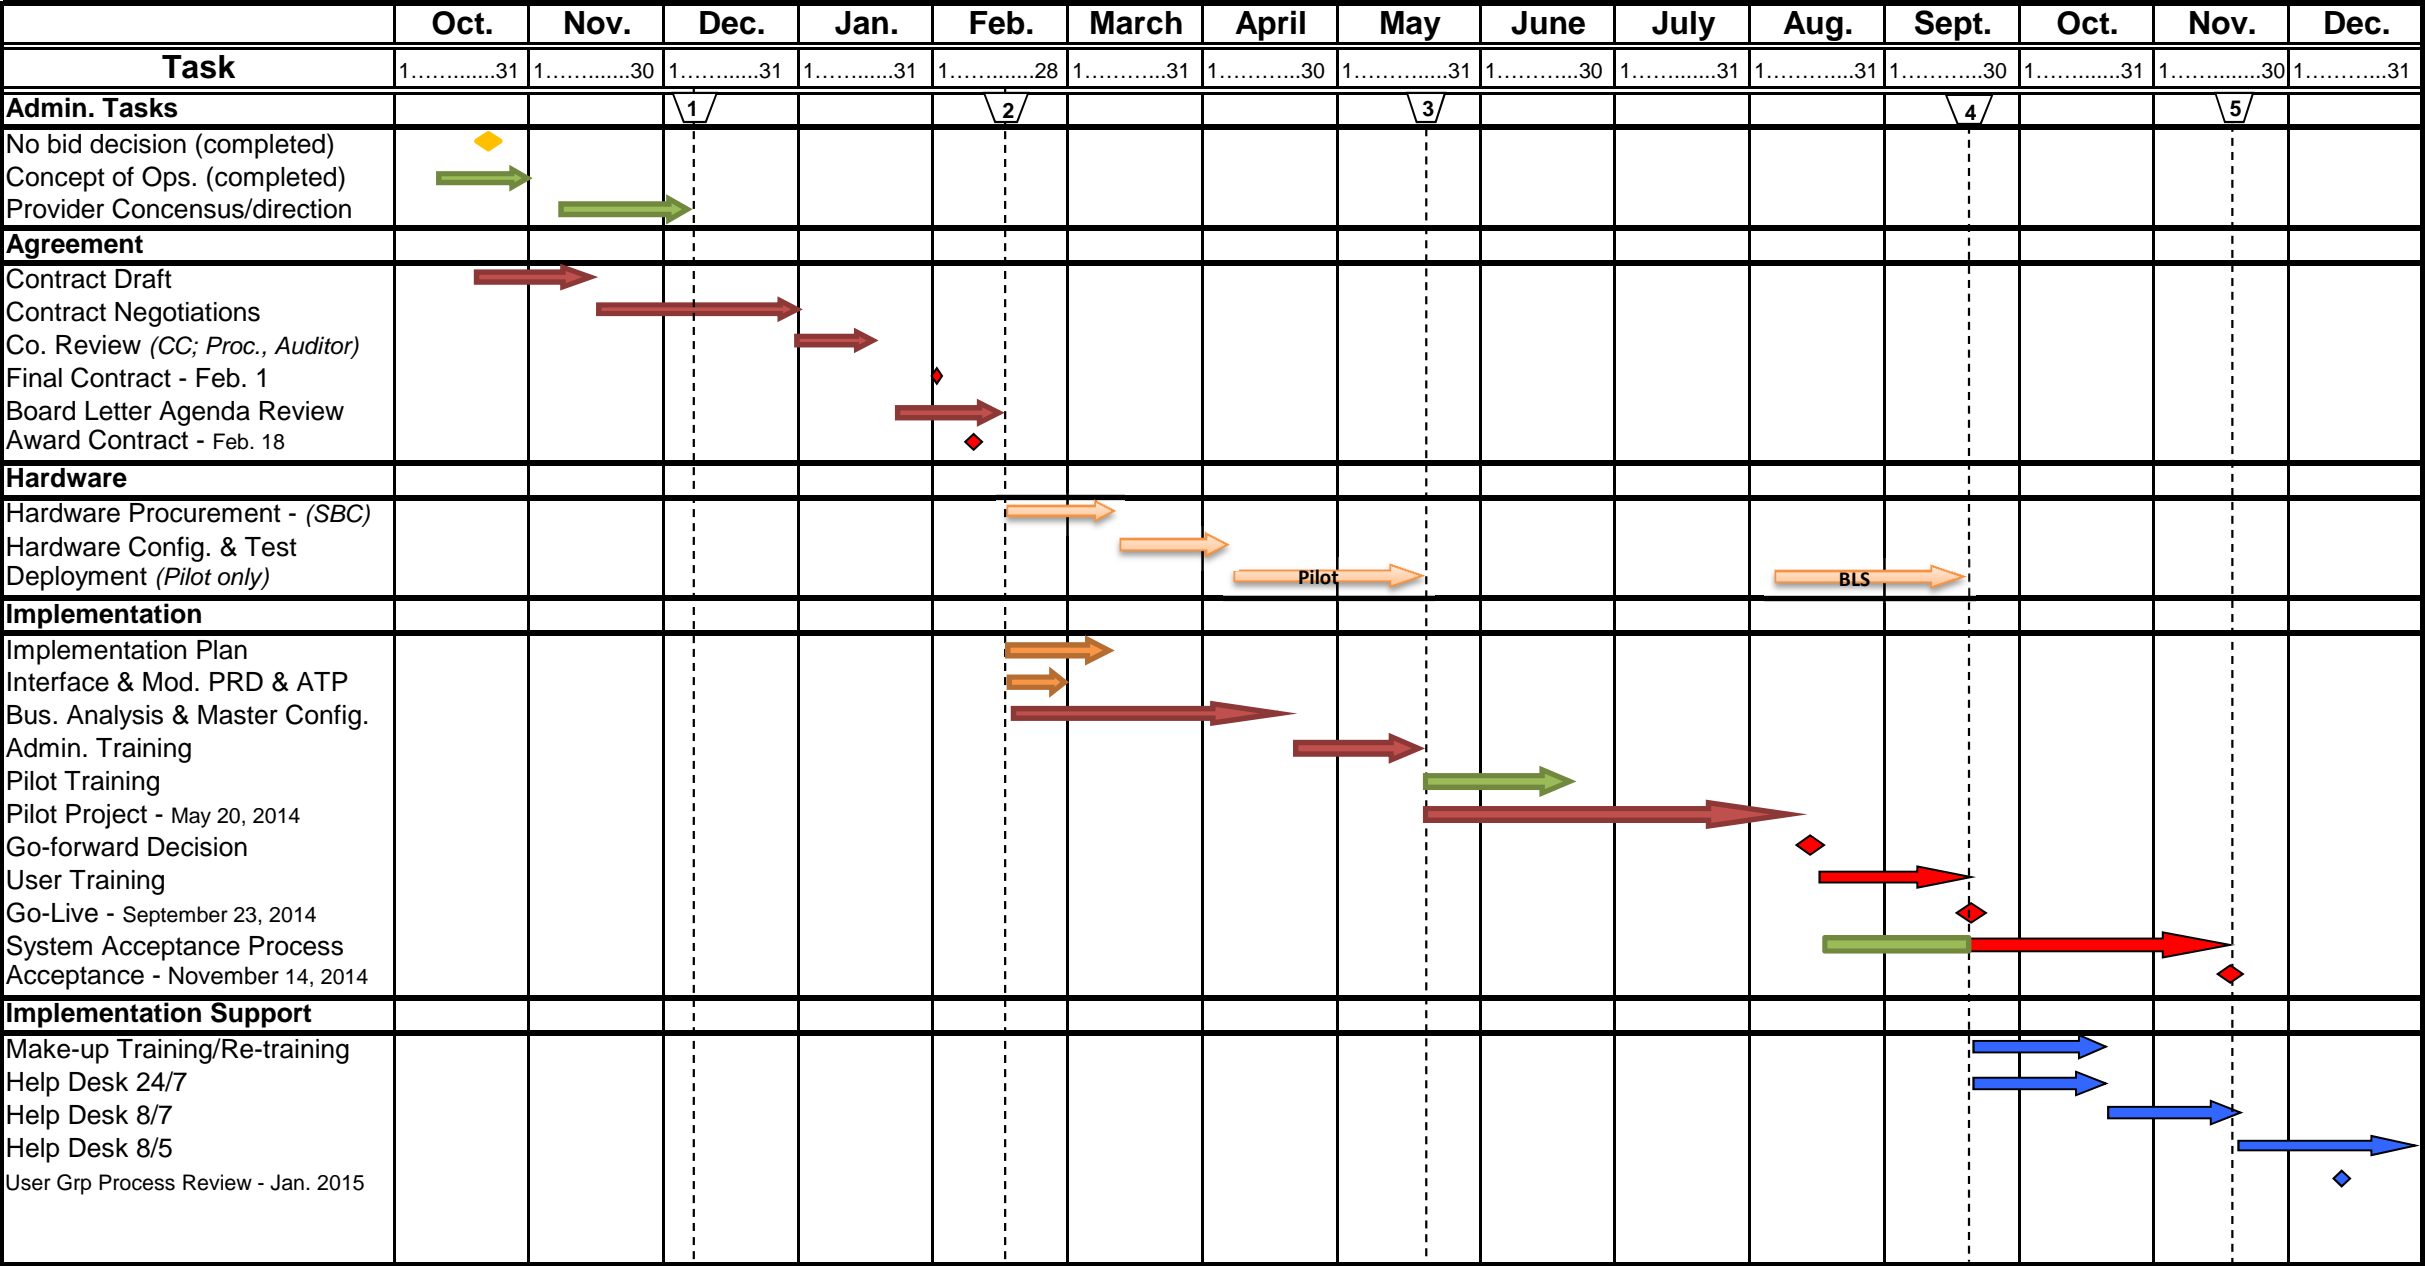 Oct. Nov. Dec. Jan. Feb. March April May June July Aug. Sept. Oct. Nov. Dec.
Task 1.............31 1.............30 1............31 1............31 1..............28 1..............31 1..............30 1..............31 1..............30 1..............31 1..............31 1..............30 1.............31 1..............30 1............31
Admin. Tasks 1 2 3 4 5
No bid decision (completed)
Concept of Ops. (completed)
Provider Concensus/direction
Agreement
Contract Draft
Contract Negotiations
Co. Review (CC; Proc., Auditor)
Final Contract - Feb. 1
Board Letter Agenda Review
Award Contract - Feb. 18
Hardware
Hardware Procurement - (SBC)
Hardware Config. & Test
Deployment (Pilot only) Pilot BLS
Implementation
Implementation Plan
Interface & Mod. PRD & ATP
Bus. Analysis & Master Config.
Admin. Training
Pilot Training
Pilot Project - May 20, 2014
Go-forward Decision
User Training
Go-Live - September 23, 2014
System Acceptance Process
Acceptance - November 14, 2014
Implementation Support
Make-up Training/Re-training
Help Desk 24/7
Help Desk 8/7
Help Desk 8/5
User Grp Process Review - Jan. 2015